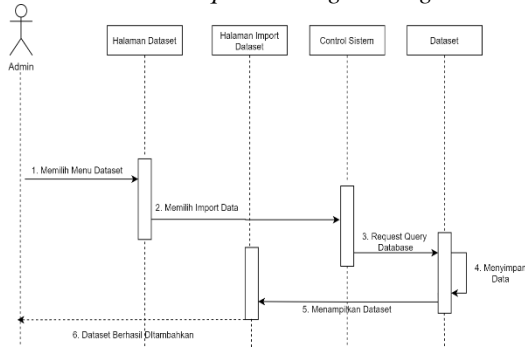 Halaman Dataset
Halaman Import
Dataset
Control Sistem
Dataset
Admin
1. Memilih Menu Dataset
2. Memilih Import Data
3. Request Query
Database
4. Menyimpan
Data
5. Menampilkan Dataset
6. Dataset Berhasil DItambahkan